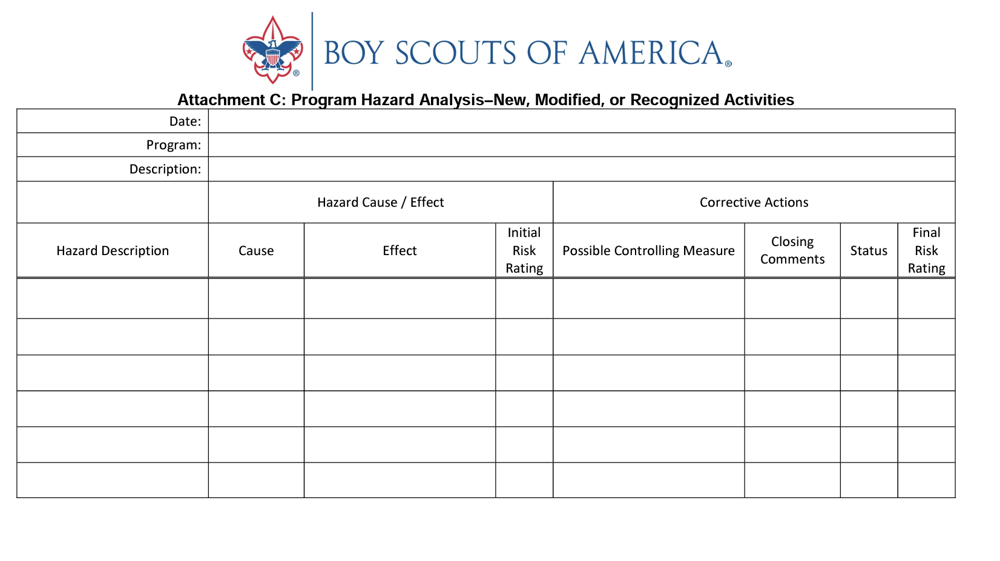 BOY SCOUTS OF AMERICA®
®
Attachment C: Program Hazard Analysis–New, Modified, or Recognized Activities
Date:
Program:
Description:
Hazard Cause / Effect
Corrective Actions
Hazard Description
Cause
Effect
Initial
Risk
Rating
Possible Controlling Measure
Closing
Comments
Status
Final
Risk
Rating